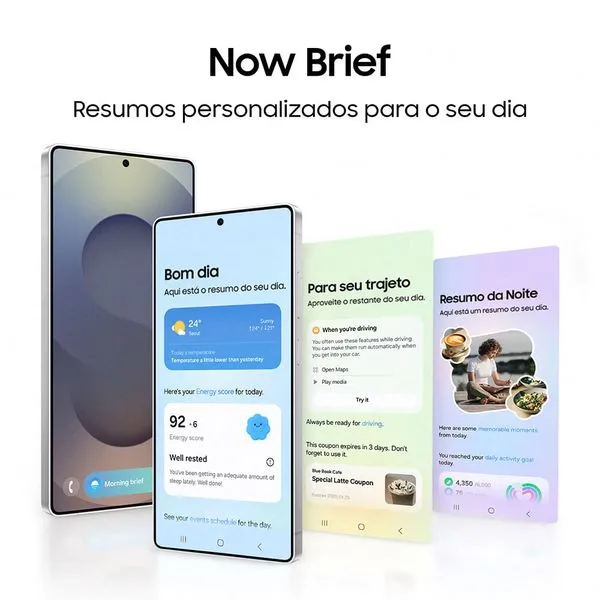 Now Brief
Resumos personalizados para o seu dia
Morning brief
Bom dia
Aqui está o resumo do seu dia.
24°
Seoul
Sunny
Today's temperature
Temperature a little lower than yesterday
Here's your Energy score for today.
92
Energy score
Well rested
You've been getting an adequate amount of
sleep lately. Well done!
See your events schedule for the day.
Para seu trajeto
Aproveite o restante do seu dia.
When you're driving
You often use these features while driving.
You can make them run automatically when
you get into your car.
Open Maps
Play media
Try it
Always be ready for driving.
This coupon expires in 3 days. Don't
forget to use it.
Blue Book Cafe
Special Latte Coupon
Resumo da Noite
Aqui está um resumo do seu dia.
Here are some memorable moments
from today.
You reached your daily activity goal
today.
4,350 /6,000